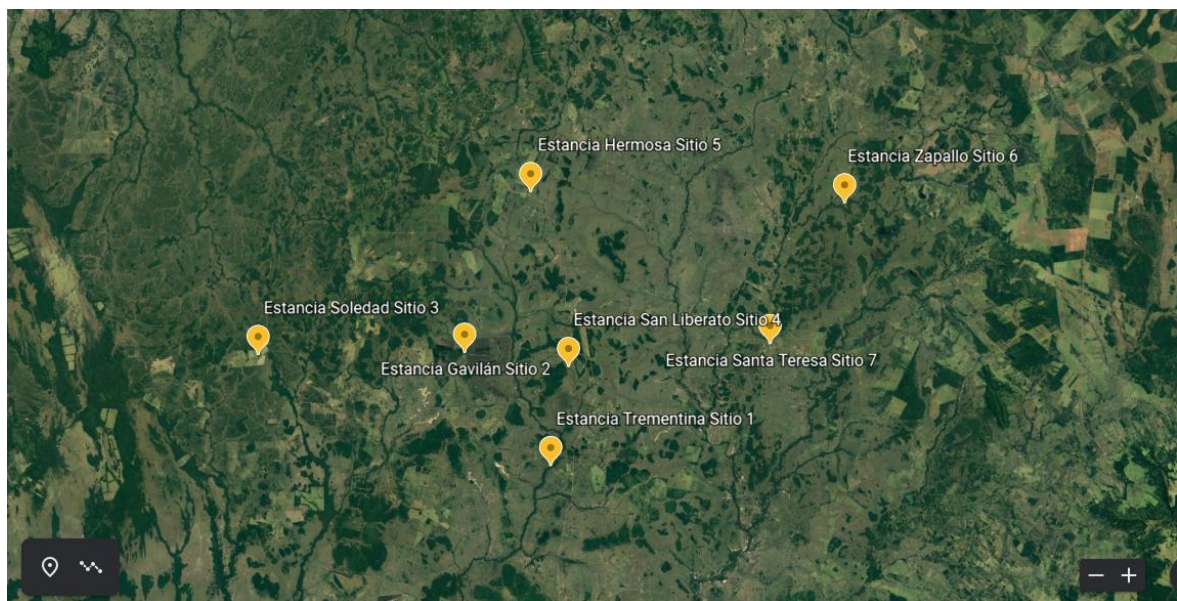 Estancia Hermosa Sitio 5
Estancia Zapallo Sitio 6
Estancia Soledad Sitio 3
Estancia San Liberato Sitio 4
Estancia Gavilán Sitio 2
Estancia Santa Teresa Sitio 7
Estancia Trementina Sitio 1